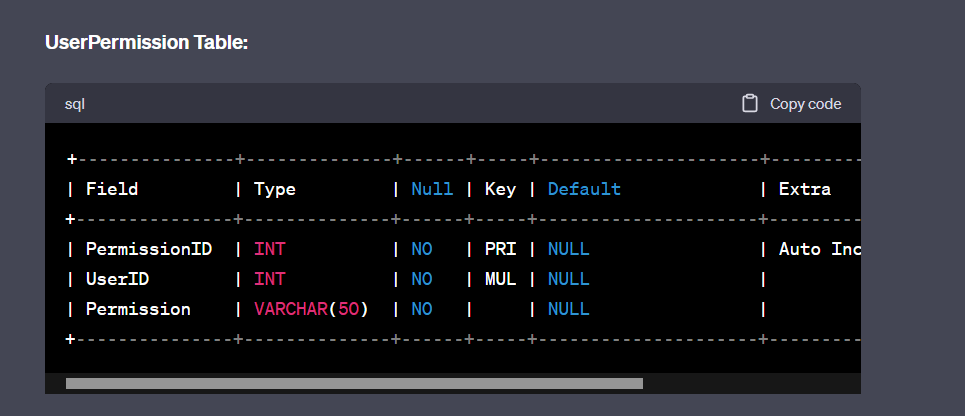 UserPermission Table:
sql
Copy code
+---------------+--------------+------+-----+---------------------+---------
| Field         | Type         | Null | Key | Default             | Extra
+---------------+--------------+------+-----+---------------------+---------
| PermissionID  | INT          | NO   | PRI | NULL                | Auto Inc
| UserID        | INT          | NO   | MUL | NULL                |
| Permission    | VARCHAR(50)  | NO   |     | NULL                |
+---------------+--------------+------+-----+---------------------+---------